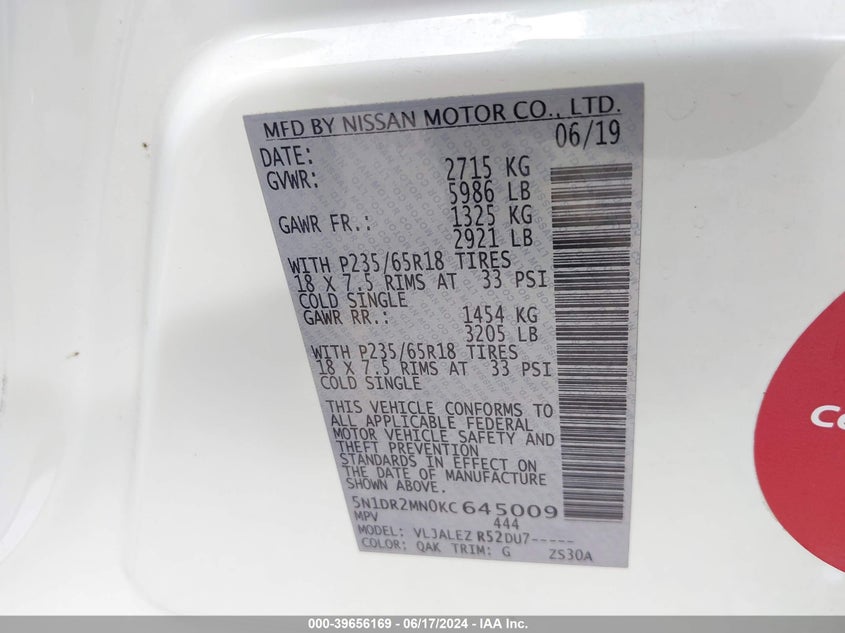 MFD BY NISSAN MOTOR CO., LTD.
DATE: 06/19
GVWR: 2715 KG
5986 LB
GAWR FR.: 1325 KG
2921 LB
WITH P235/65R18 TIRES
18 X 7.5 RIMS AT 33 PSI
COLD SINGLE
GAWR RR.: 1454 KG
3205 LB
WITH P235/65R18 TIRES
18 X 7.5 RIMS AT 33 PSI
COLD SINGLE
THIS VEHICLE CONFORMS TO
ALL APPLICABLE FEDERAL
MOTOR VEHICLE SAFETY AND
THEFT PREVENTION
STANDARDS IN EFFECT ON
THE DATE OF MANUFACTURE
SHOWN ABOVE.
5N1DR2MN0KC645009
MPV 444
MODEL: VLJALEZ R52DU7-----
COLOR: QAK TRIM: G ZS30A
000-39656169 - 06/17/2024 - IAA Inc.